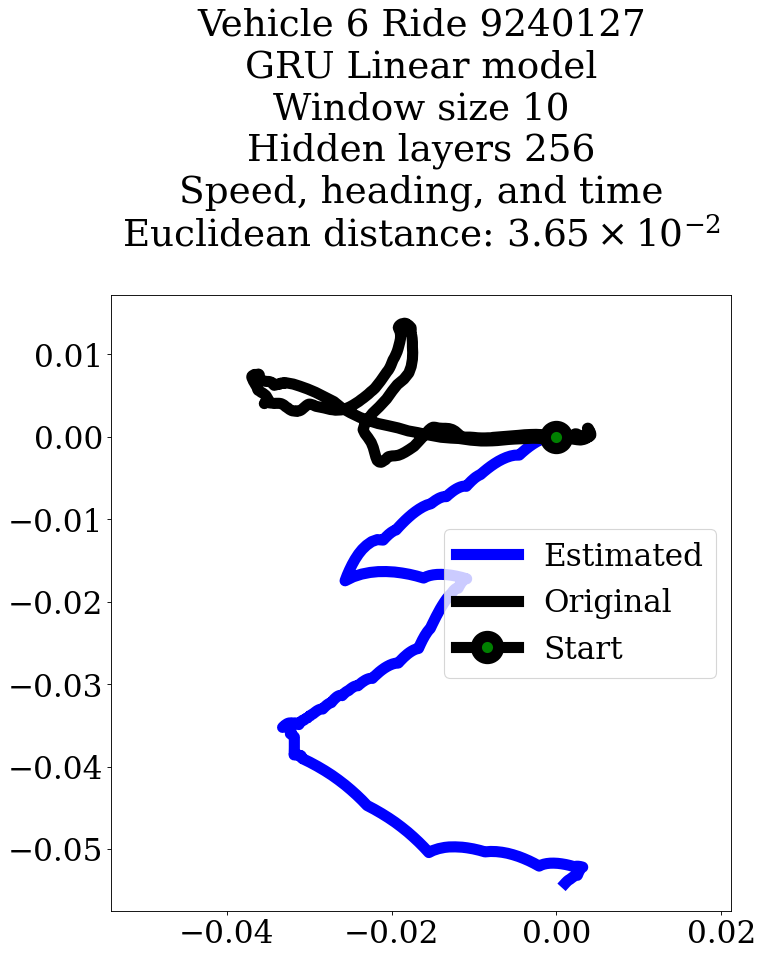 Vehicle 6 Ride 9240127
GRU Linear model
Window size 10
Hidden layers 256
Speed, heading, and time
Euclidean distance: 3.65 × 10⁻²
0.01
0.00
−0.01
−0.02
−0.03
−0.04
−0.05
Estimated
Original
Start
−0.04
−0.02
0.00
0.02